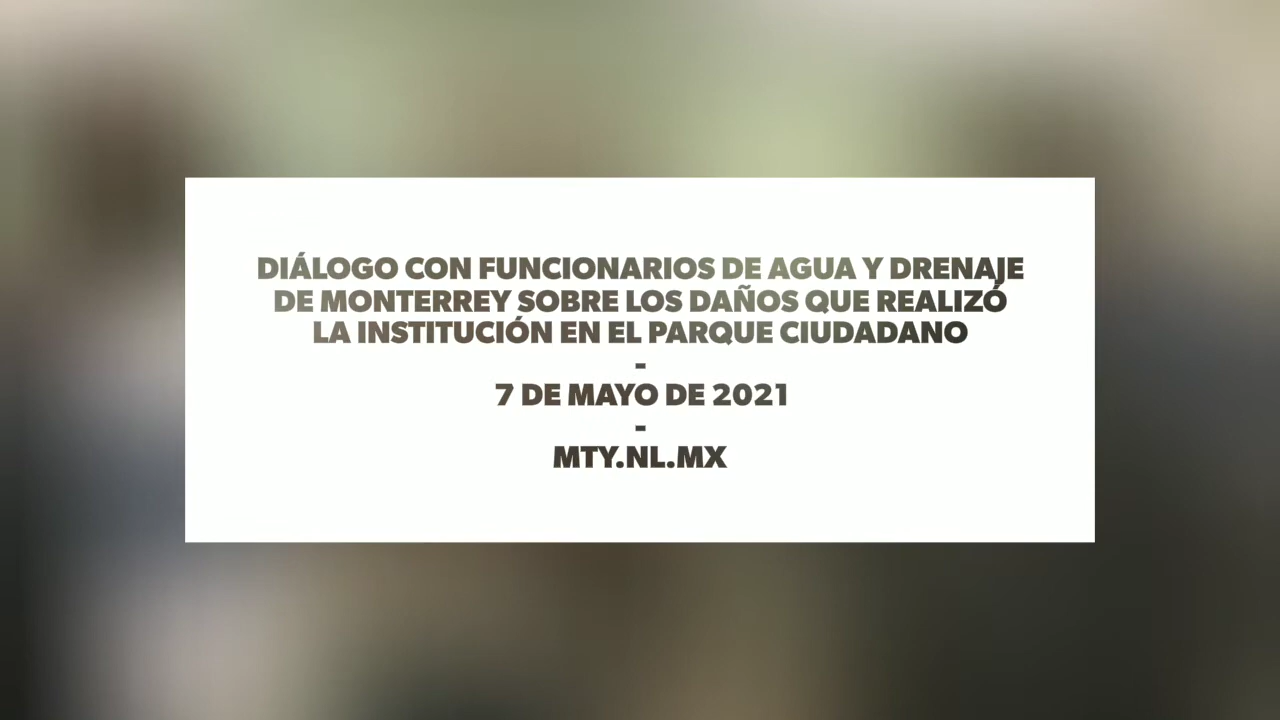 DIÁLOGO CON FUNCIONARIOS DE AGUA Y DRENAJE
DE MONTERREY SOBRE LOS DAÑOS QUE REALIZÓ
LA INSTITUCIÓN EN EL PARQUE CIUDADANO
-
7 DE MAYO DE 2021
-
MTY.NL.MX